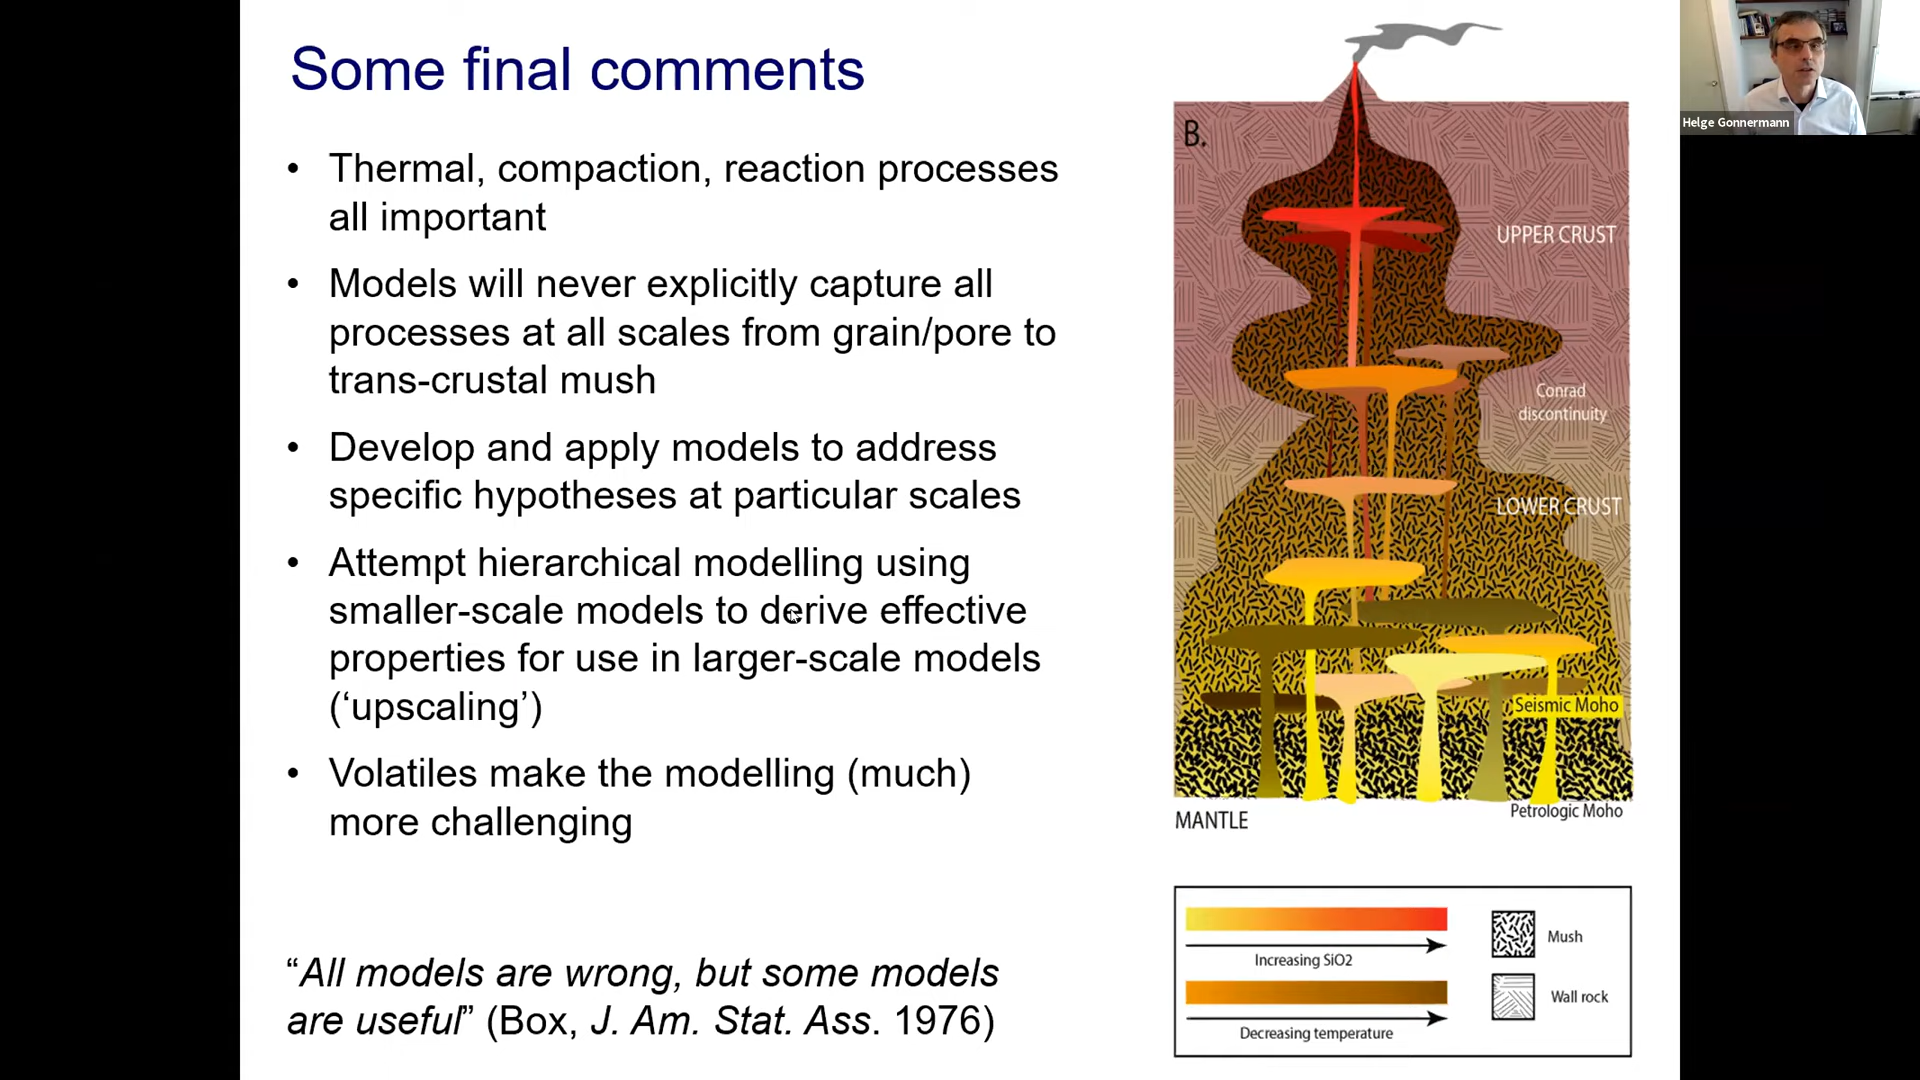 Some final comments
• Thermal, compaction, reaction processes
all important
• Models will never explicitly capture all
processes at all scales from grain/pore to
trans-crustal mush
• Develop and apply models to address
specific hypotheses at particular scales
• Attempt hierarchical modelling using
smaller-scale models to derive effective
properties for use in larger-scale models
(‘upscaling’)
• Volatiles make the modelling (much)
more challenging
“All models are wrong, but some models
are useful” (Box, J. Am. Stat. Ass. 1976)
B.
UPPER CRUST
Conrad
discontinuity
LOWER CRUST
Seismic Moho
Petrologic Moho
MANTLE
Increasing SiO2
Mush
Decreasing temperature
Wall rock
Helge Gonnermann